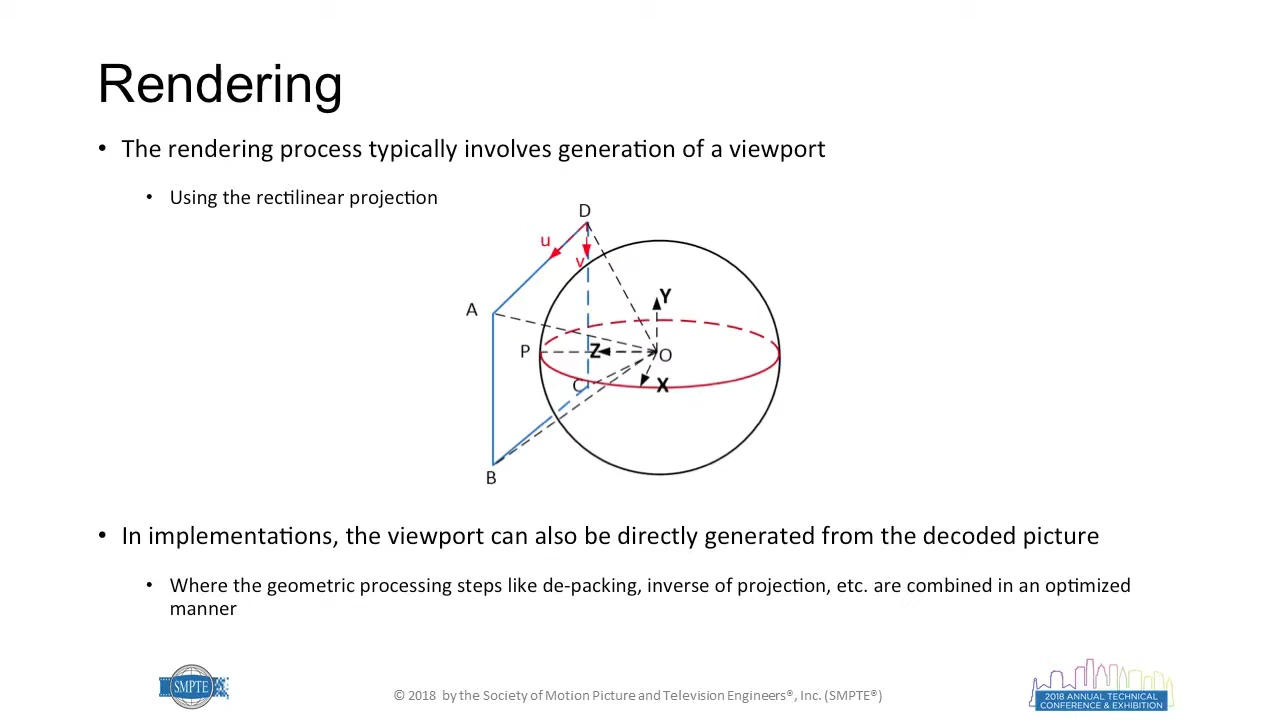 Rendering
• The rendering process typically involves generation of a viewport
• Using the rectilinear projection
D
u
v
A
Y
P
Z
O
C
X
B
• In implementations, the viewport can also be directly generated from the decoded picture
• Where the geometric processing steps like de-packing, inverse of projection, etc. are combined in an optimized
manner
SMPTE
© 2018 by the Society of Motion Picture and Television Engineers®, Inc. (SMPTE®)
2018 ANNUAL TECHNICAL
CONFERENCE & EXHIBITION